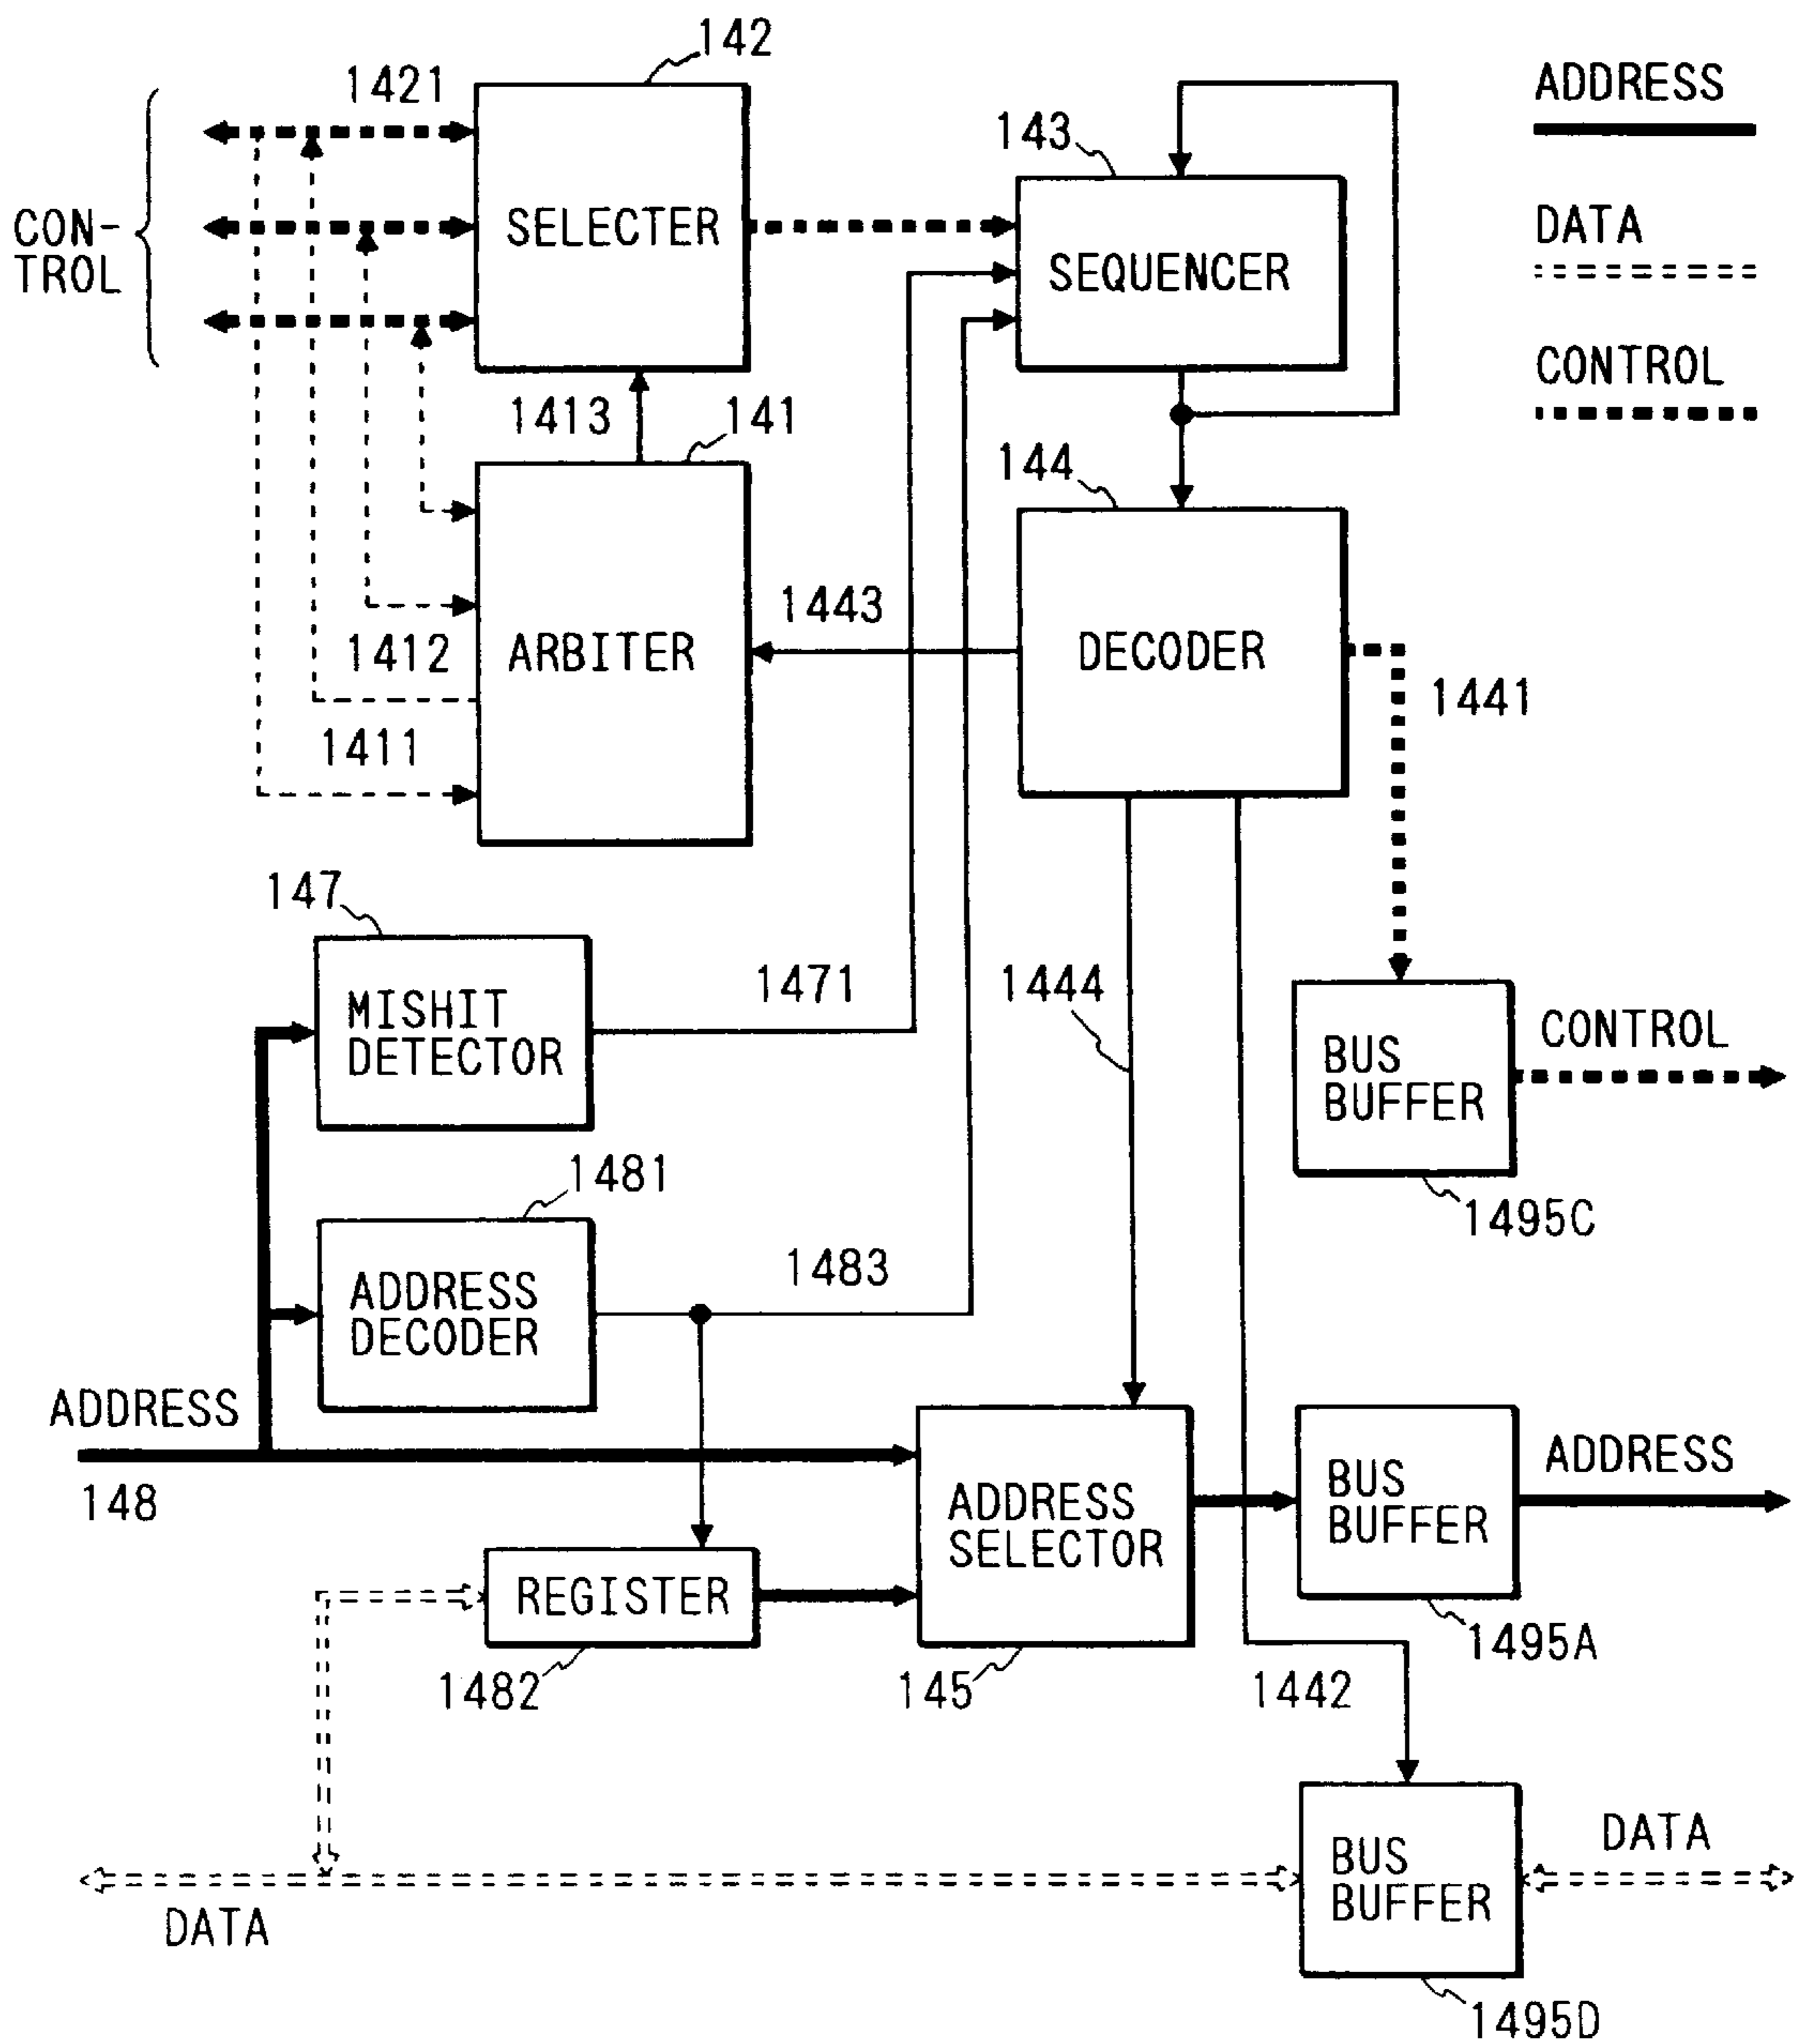 142
1421
ADDRESS
143
CON-
TROL
SELECTER
SEQUENCER
DATA
CONTROL
1413
141
144
1443
ARBITER
DECODER
1412
1411
1441
147
1471
1444
MISHIT
DETECTOR
CONTROL
BUS
BUFFER
1481
1495C
1483
ADDRESS
DECODER
ADDRESS
148
ADDRESS
SELECTOR
BUS
BUFFER
ADDRESS
REGISTER
1482
145
1442
1495A
BUS
BUFFER
DATA
DATA
1495D